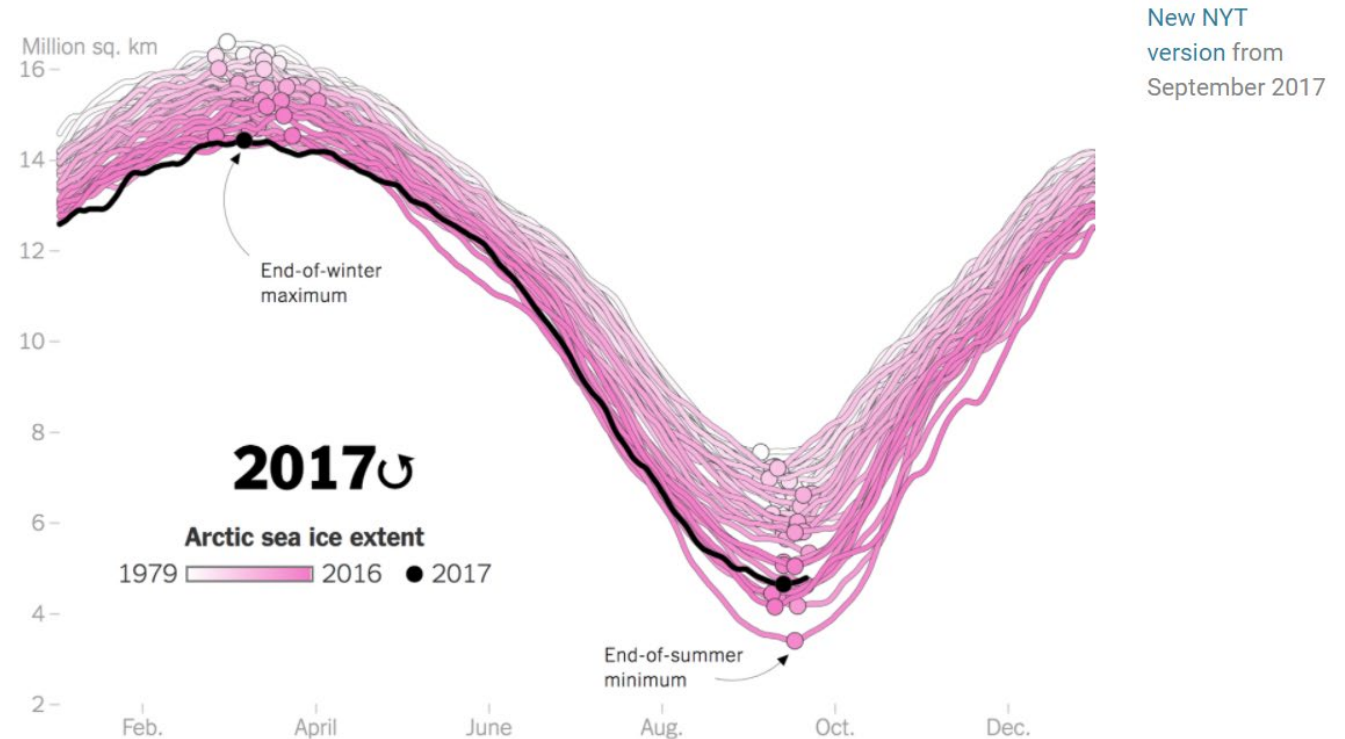 New NYT
version from
September 2017
Million sq. km
16
14
12
10
8
6
4
2
End-of-winter
maximum
2017
Arctic sea ice extent
1979 2016 2017
End-of-summer
minimum
Feb. April June Aug. Oct. Dec.